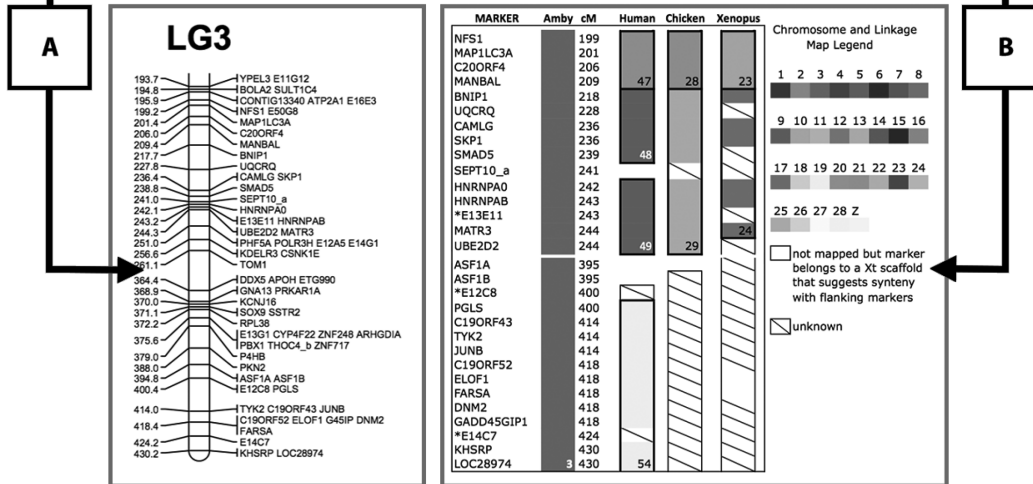 A
LG3
193.7 YPEL3 E11G12
194.8 BOLA2 SULT1C4
195.9 CONTIG13340 ATP2A1 E16E3
199.2 NFS1 E50G8
201.4 MAP1LC3A
206.0 C20ORF4
209.4 MANBAL
217.7 BNIP1
227.8 UQCRQ
236.4 CAMLG SKP1
238.8 SMAD5
241.0 SEPT10_a
242.1 HNRNPA0
243.2 E13E11 HNRNPAB
244.3 UBE2D2 MATR3
251.0 PHF5A POLR3H E12A5 E14G1
256.6 KDELR3 CSNK1E
261.1 TOM1
364.4 DDX5 APOH ETG990
368.9 GNA13 PRKAR1A
370.0 KCNJ16
371.1 SOX9 SSTR2
372.2 RPL38
375.6 E13G1 CYP4F22 ZNF248 ARHGDIA
PBX1 THOC4_b ZNF717
379.0 P4HB
388.0 PKN2
394.8 ASF1A ASF1B
400.4 E12C8 PGLS
414.0 TYK2 C19ORF43 JUNB
418.4 C19ORF52 ELOF1 G45IP DNM2
FARSA
424.2 E14C7
430.2 KHSRP LOC28974
MARKER Amby cM Human Chicken Xenopus
NFS1 199
MAP1LC3A 201
C20ORF4 206
MANBAL 209 47 28 23
BNIP1 218
UQCRQ 228
CAMLG 236
SKP1 236
SMAD5 239 48
SEPT10_a 241
HNRNPA0 242
HNRNPAB 243
*E13E11 243
MATR3 244 24
UBE2D2 244 49 29
ASF1A 395
ASF1B 395
*E12C8 400
PGLS 400
C19ORF43 414
TYK2 414
JUNB 414
C19ORF52 418
ELOF1 418
FARSA 418
DNM2 418
GADD45GIP1 418
*E14C7 424
KHSRP 430
LOC28974 3 430 54
B
Chromosome and Linkage
Map Legend
1 2 3 4 5 6 7 8
9 10 11 12 13 14 15 16
17 18 19 20 21 22 23 24
25 26 27 28 Z
not mapped but marker
belongs to a Xt scaffold
that suggests synteny
with flanking markers
unknown